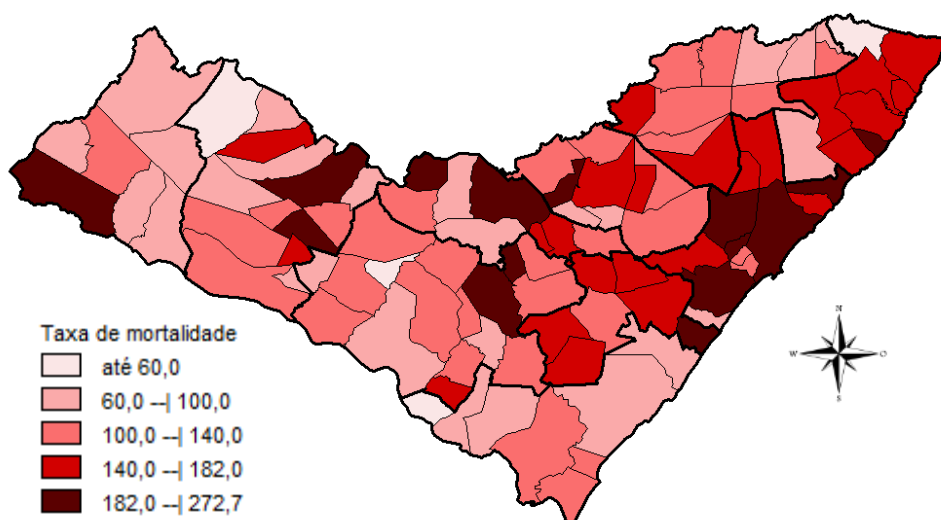 Taxa de mortalidade
até 60,0
60,0 --| 100,0
100,0 --| 140,0
140,0 --| 182,0
182,0 --| 272,7
N
W
O
S